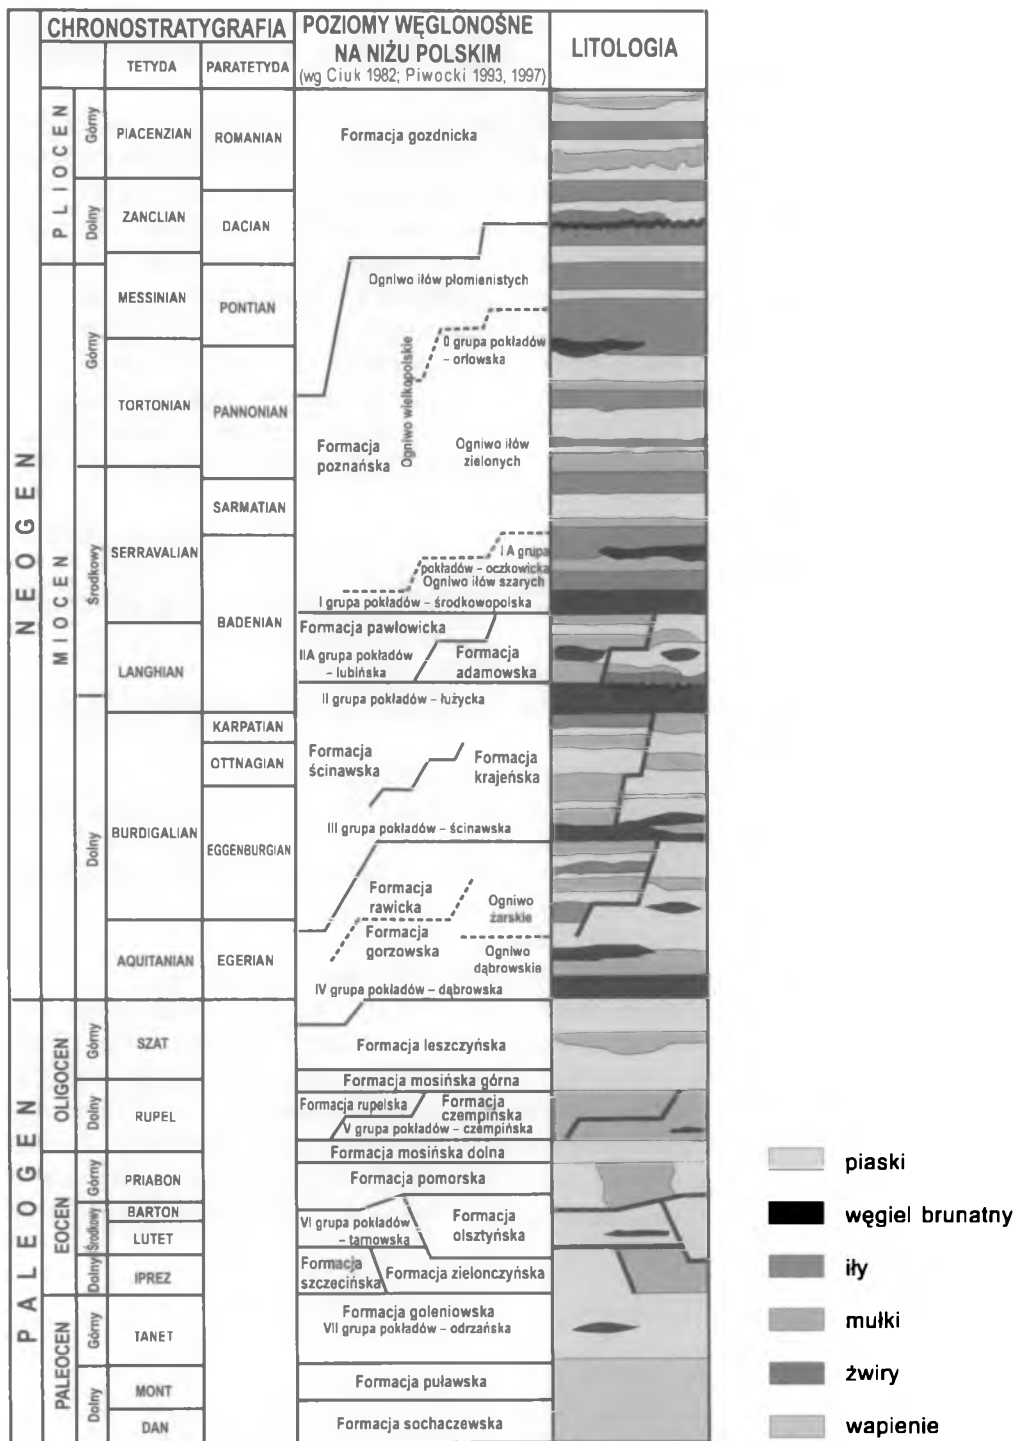 CHRONOSTRATYGRAFIA
POZIOMY WĘGLONOŚNE
NA NIŻU POLSKIM
(wg Ciuk 1982; Piwocki 1993, 1997)
LITOLOGIA
TETYDA
PARATETYDA
NEOGEN
PLIOCEN
Górny
PIACENZIAN
ROMANIAN
Formacja gozdnicka
Dolny
ZANCLIAN
DACIAN
MIOCEN
Górny
MESSINIAN
PONTIAN
Ogniwo iłów płomienistych
0 grupa pokładów
– orłowska
Ogniwo wielkopolskie
TORTONIAN
PANNONIAN
Formacja
poznańska
Ogniwo iłów
zielonych
Środkowy
SERRAVALIAN
SARMATIAN
BADENIAN
I A grupa
pokładów – oczkowicka
Ogniwo iłów szarych
I grupa pokładów – środkowopolska
LANGHIAN
Formacja pawłowicka
IIA grupa pokładów
– lubińska
Formacja
adamowska
II grupa pokładów – łużycka
Dolny
BURDIGALIAN
KARPATIAN
OTTNAGIAN
EGGENBURGIAN
Formacja
ścinawska
Formacja
krajeńska
III grupa pokładów – ścinawska
Formacja
rawicka
Ogniwo
żarskie
Formacja
gorzowska
Ogniwo
dąbrowskie
AQUITANIAN
EGERIAN
IV grupa pokładów – dąbrowska
PALEOGEN
OLIGOCEN
Górny
SZAT
Formacja leszczyńska
Formacja mosińska górna
Dolny
RUPEL
Formacja rupelska
Formacja
czempińska
V grupa pokładów – czempińska
Formacja mosińska dolna
EOCEN
Górny
PRIABON
Formacja pomorska
Środkowy
BARTON
LUTET
VI grupa pokładów
– tarnowska
Formacja
olsztyńska
Dolny
IPREZ
Formacja
szczecińska
Formacja zielonczyńska
PALEOCEN
Górny
TANET
Formacja goleniowska
VII grupa pokładów – odrzańska
Dolny
MONT
Formacja puławska
DAN
Formacja sochaczewska
piaski
węgiel brunatny
iły
mułki
żwiry
wapienie